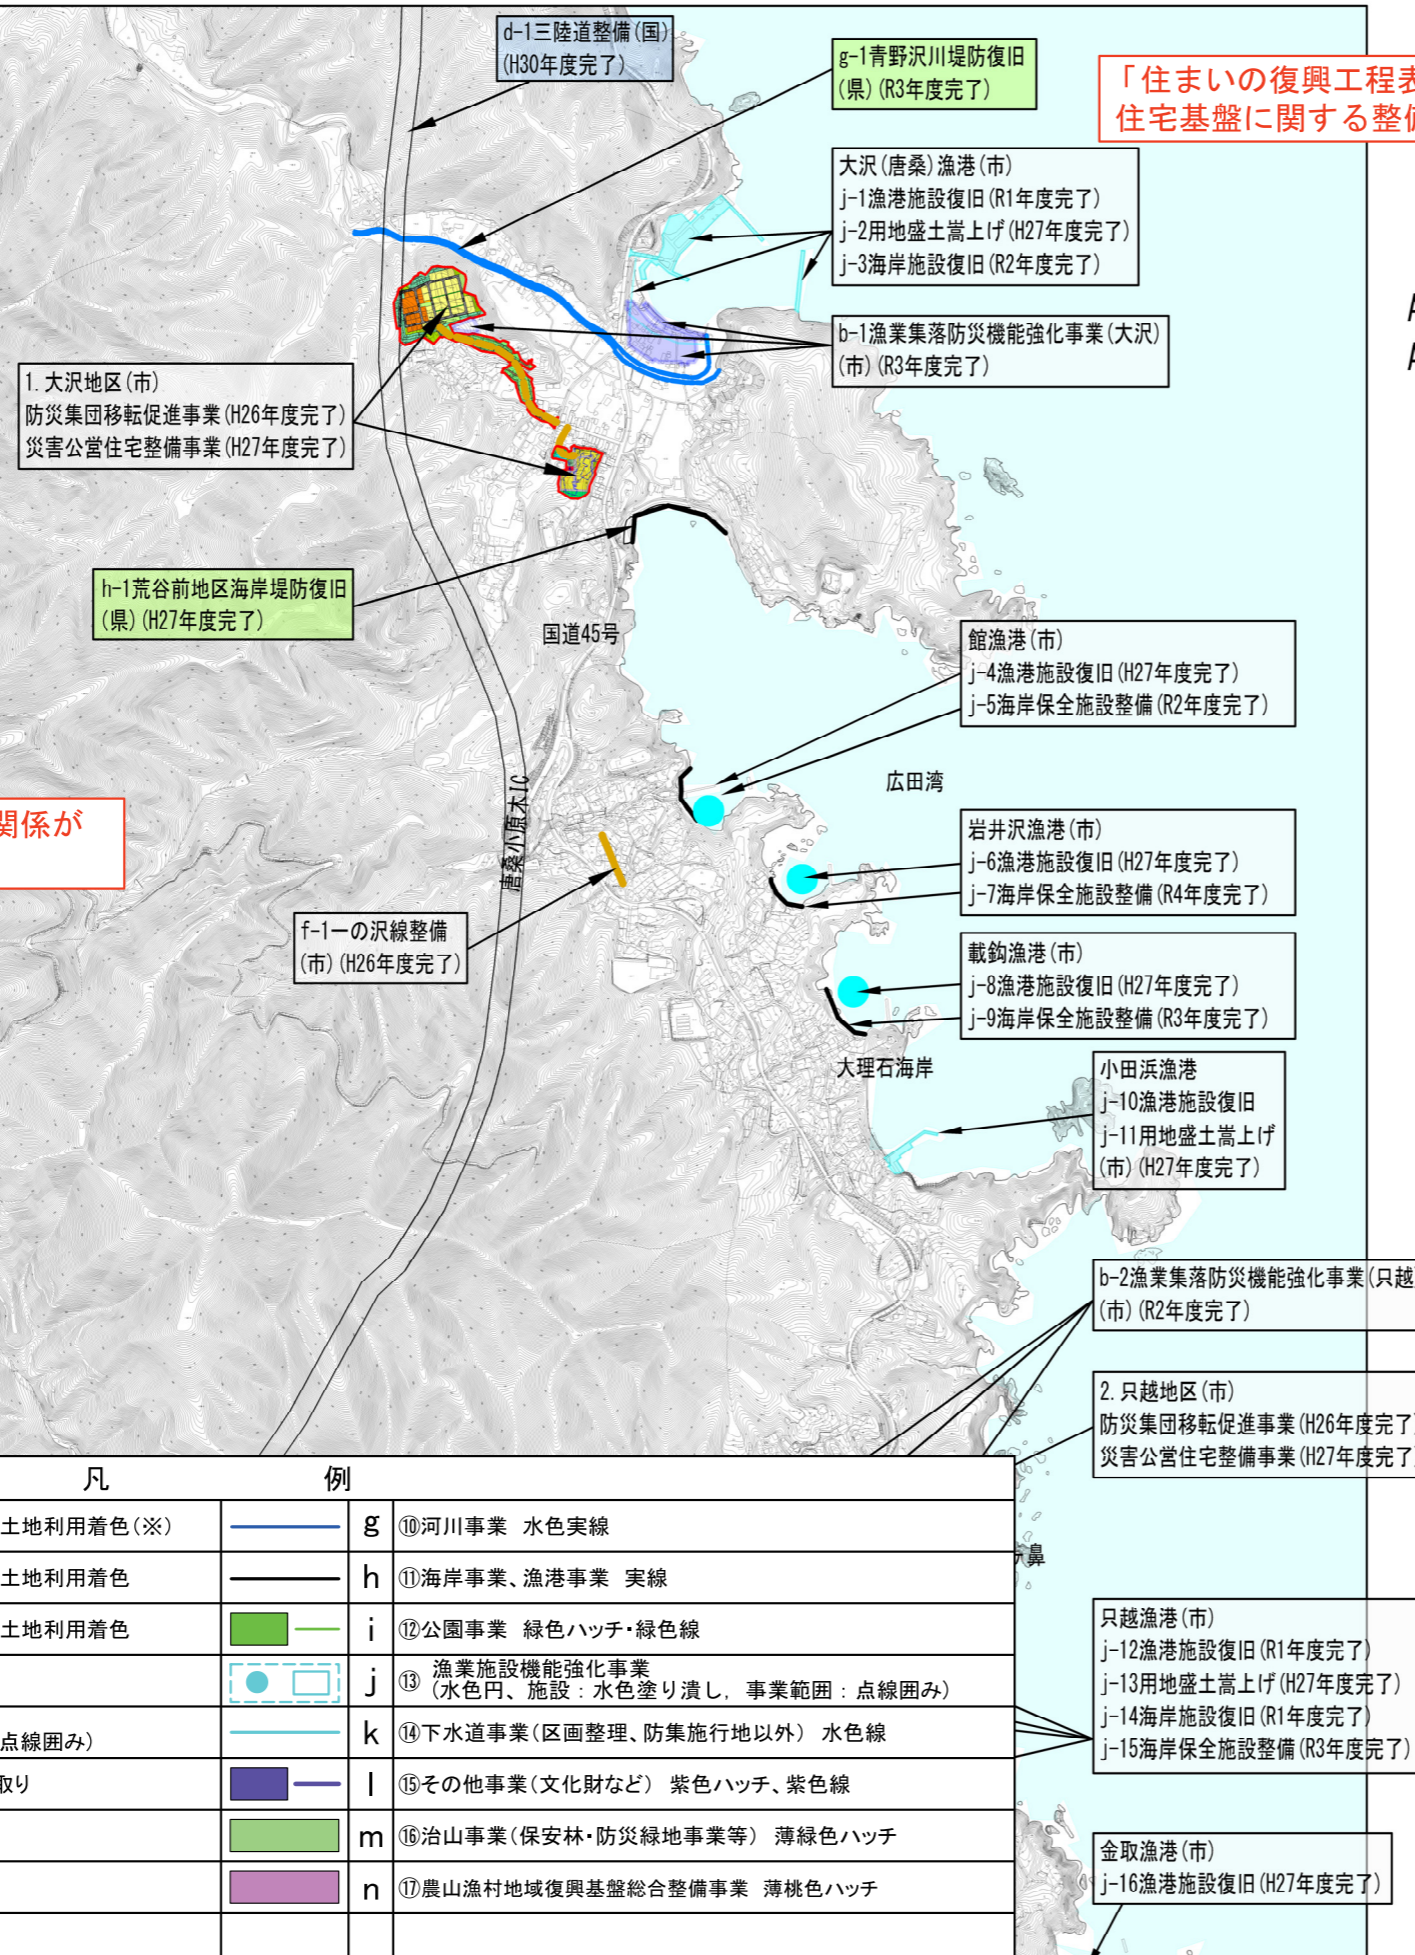 d-1三陸道整備(国)
(H30年度完了)
g-1青野沢川堤防復旧
(県)(R3年度完了)
「住まいの復興工程表
住宅基盤に関する整備
大沢(唐桑)漁港(市)
j-1漁港施設復旧(R1年度完了)
j-2用地盛土嵩上げ(H27年度完了)
j-3海岸施設復旧(R2年度完了)
b-1漁業集落防災機能強化事業(大沢)
(市)(R3年度完了)
1.大沢地区(市)
防災集団移転促進事業(H26年度完了)
災害公営住宅整備事業(H27年度完了)
h-1荒谷前地区海岸堤防復旧
(県)(H27年度完了)
国道45号
館漁港(市)
j-4漁港施設復旧(H27年度完了)
j-5海岸保全施設整備(R2年度完了)
広田湾
唐桑小原木IC
関係が
岩井沢漁港(市)
j-6漁港施設復旧(H27年度完了)
j-7海岸保全施設整備(R4年度完了)
f-1一の沢線整備
(市)(H26年度完了)
載鈎漁港(市)
j-8漁港施設復旧(H27年度完了)
j-9海岸保全施設整備(R3年度完了)
大理石海岸
小田浜漁港
j-10漁港施設復旧
j-11用地盛土嵩上げ
(市)(H27年度完了)
b-2漁業集落防災機能強化事業(只越
(市)(R2年度完了)
2.只越地区(市)
防災集団移転促進事業(H26年度完了
災害公営住宅整備事業(H27年度完了
鼻
只越漁港(市)
j-12漁港施設復旧(R1年度完了)
j-13用地盛土嵩上げ(H27年度完了)
j-14海岸施設復旧(R1年度完了)
j-15海岸保全施設整備(R3年度完了)
金取漁港(市)
j-16漁港施設復旧(H27年度完了)
凡 例
土地利用着色(※) g ⑩河川事業 水色実線
土地利用着色 h ⑪海岸事業、漁港事業 実線
土地利用着色 i ⑫公園事業 緑色ハッチ・緑色線
j ⑬漁業施設機能強化事業
(水色円、施設：水色塗り潰し, 事業範囲：点線囲み)
点線囲み) k ⑭下水道事業(区画整理、防集施行地以外) 水色線
取り l ⑮その他事業(文化財など) 紫色ハッチ、紫色線
m ⑯治山事業(保安林・防災緑地事業等) 薄緑色ハッチ
n ⑰農山漁村地域復興基盤総合整備事業 薄桃色ハッチ